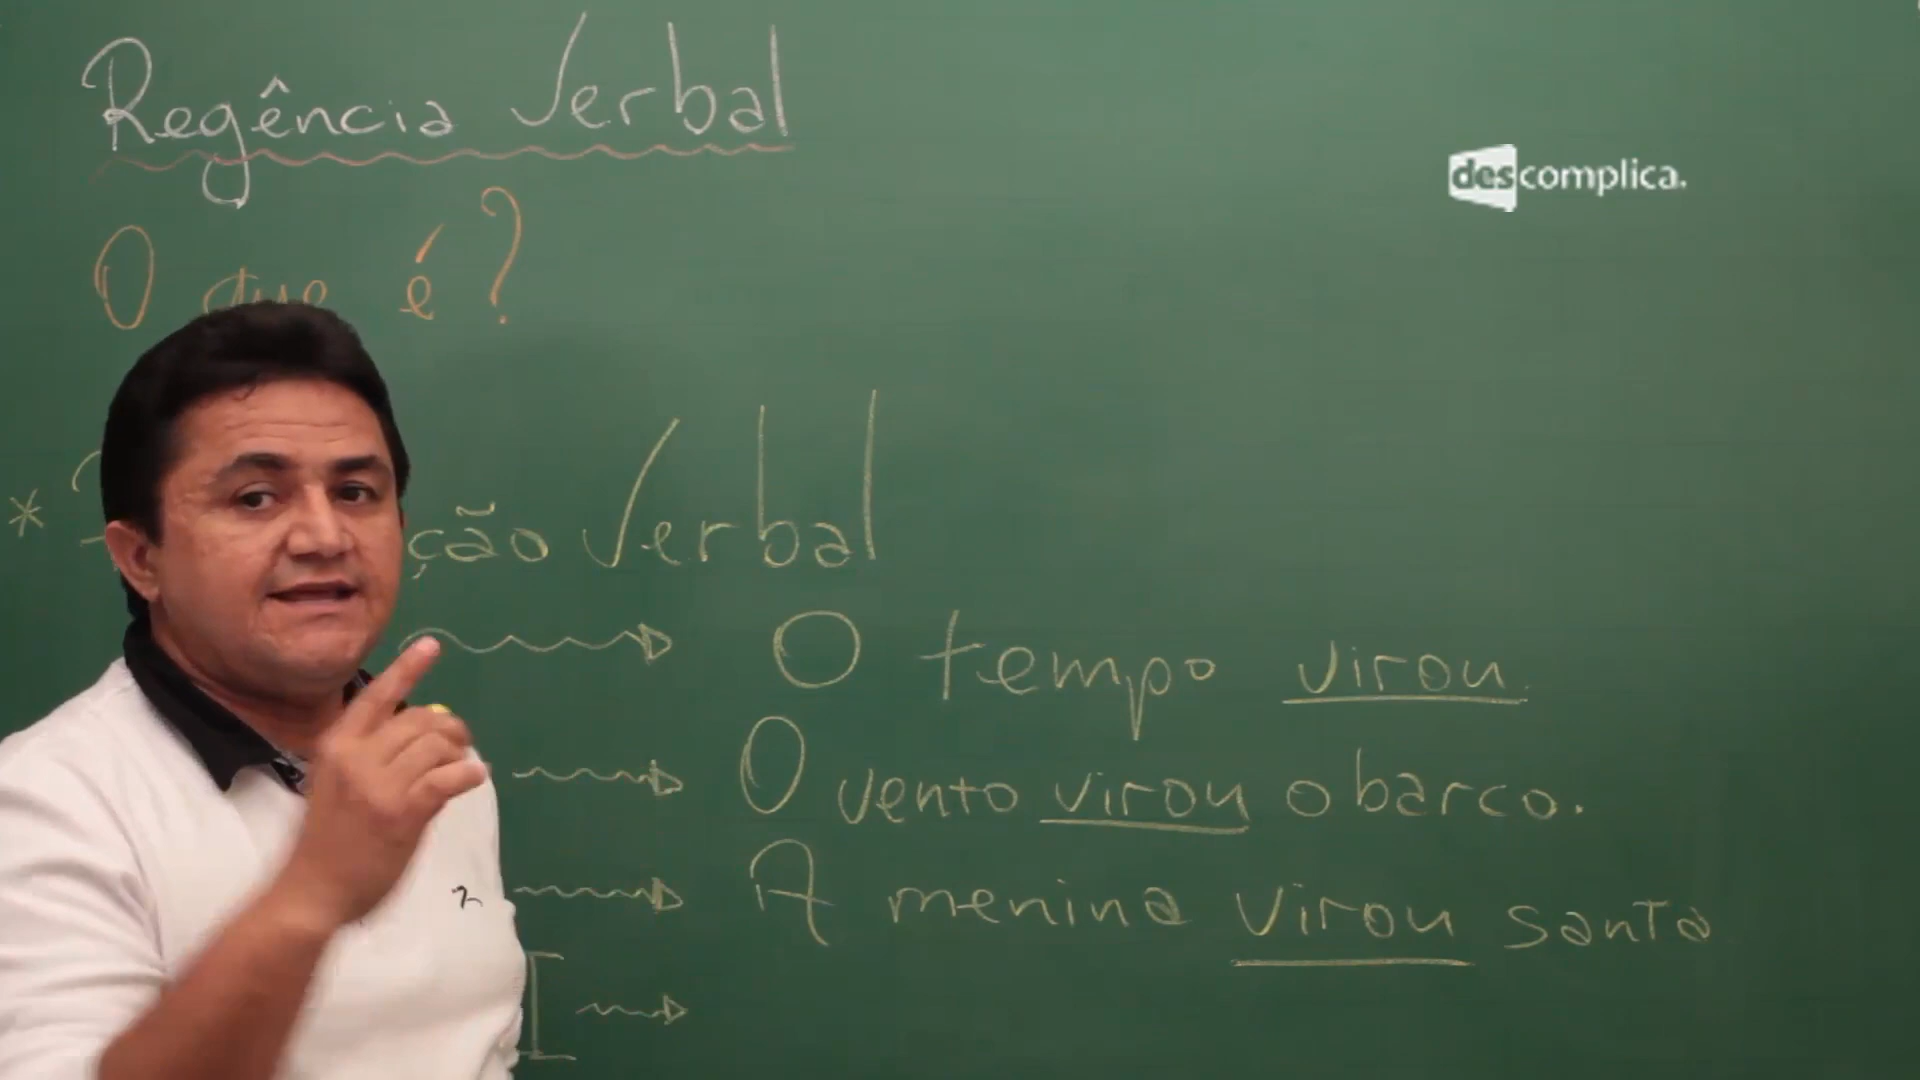 Regência Verbal
descomplica.
O que é?
* ção Verbal
O tempo virou.
O vento virou o barco.
A menina virou santa
I